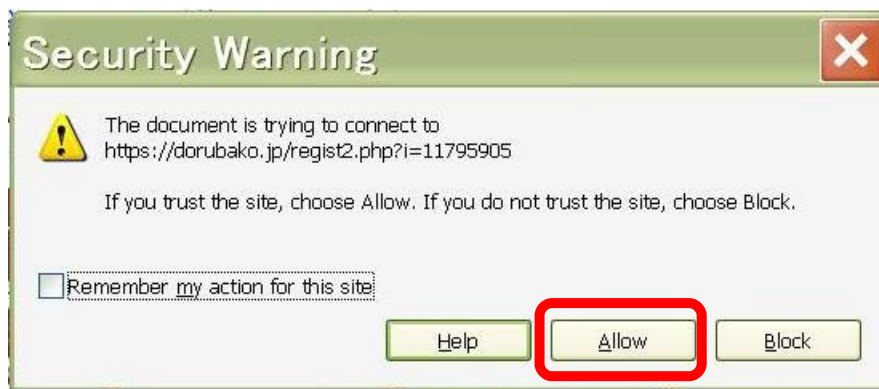 Security Warning
The document is trying to connect to
https://dorubako.jp/regist2.php?i=11795905
If you trust the site, choose Allow. If you do not trust the site, choose Block.
Remember my action for this site
Help
Allow
Block